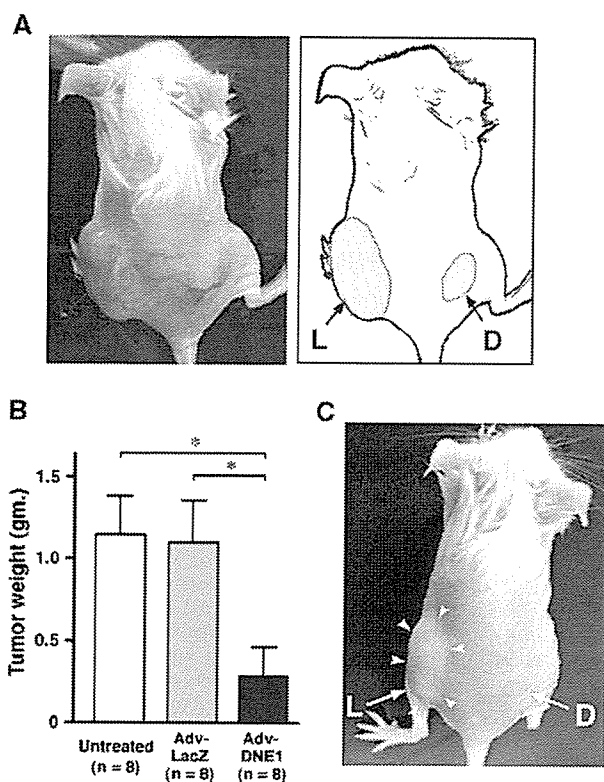 A
L
D
B
Tumor weight (gm.)
1.5
1.0
0.5
0
*
*
Untreated
(n = 8)
Adv-
LacZ
(n = 8)
Adv-
DNE1
(n = 8)
C
L
D